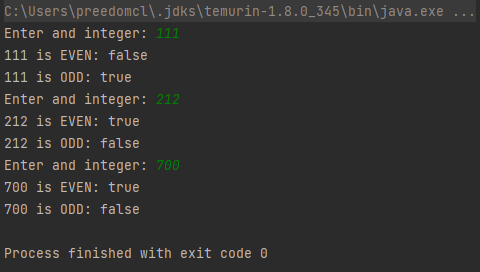 C:\Users\preedomcl\.jdks\temurin-1.8.0_345\bin\java.exe ...
Enter and integer: 111
111 is EVEN: false
111 is ODD: true
Enter and integer: 212
212 is EVEN: true
212 is ODD: false
Enter and integer: 700
700 is EVEN: true
700 is ODD: false
Process finished with exit code 0